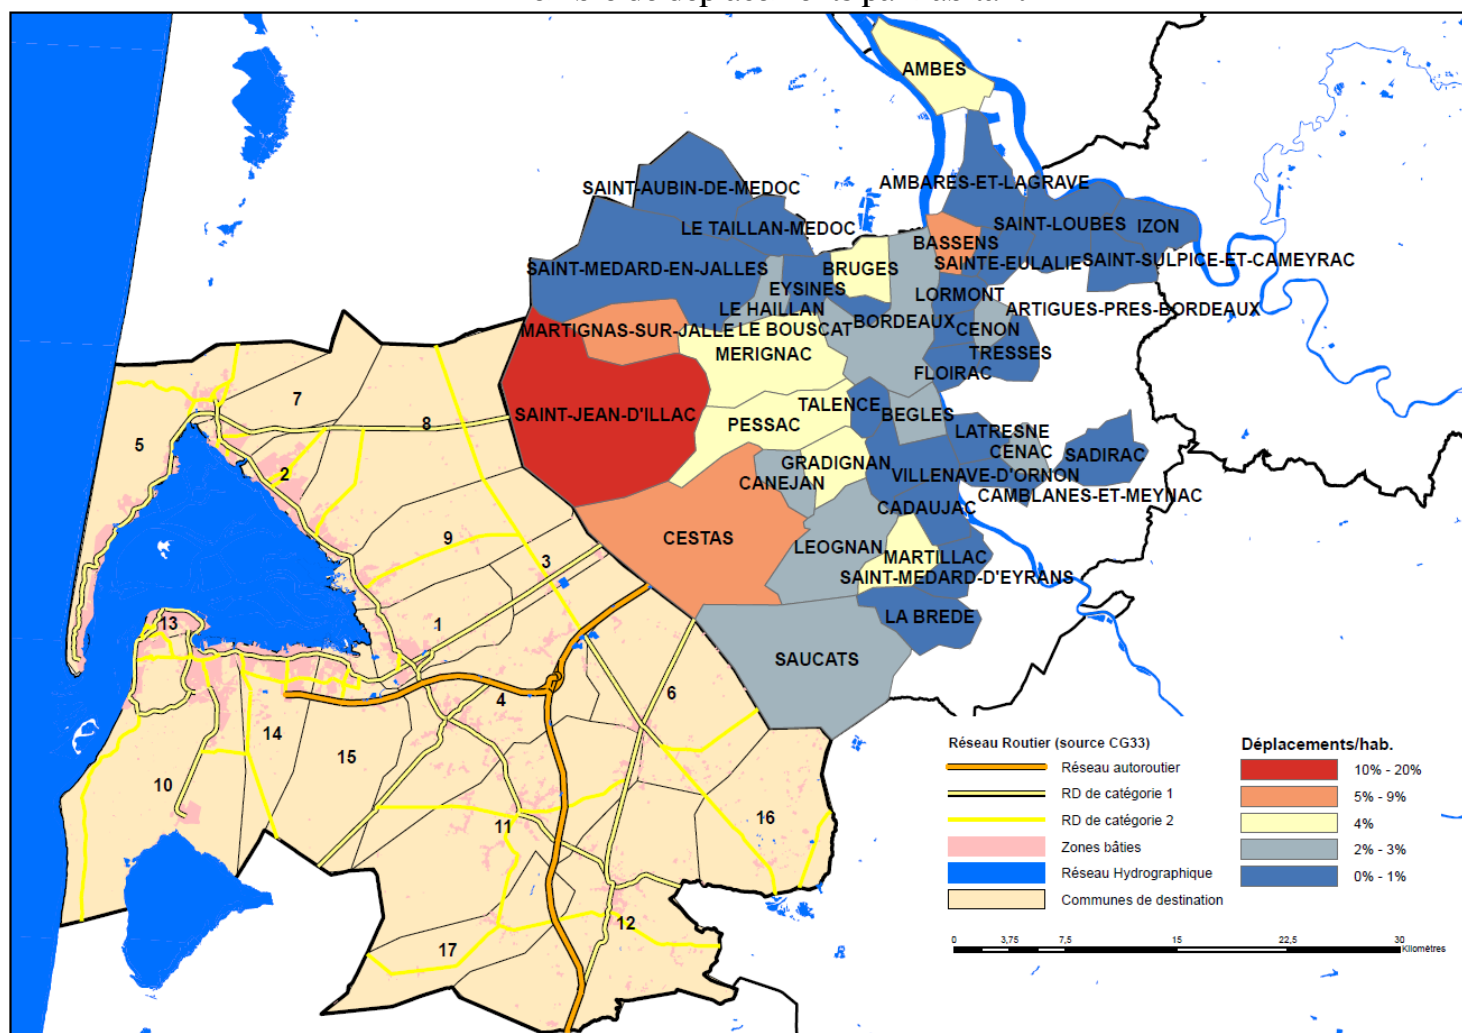 AMBES
SAINT-AUBIN-DE-MEDOC
AMBARES-ET-LAGRAVE
LE TAILLAN-MEDOC
SAINT-LOUBES
IZON
BASSENS
SAINT-MEDARD-EN-JALLES
BRUGES
SAINTE-EULALIE
SAINT-SULPICE-ET-CAMEYRAC
EYSINES
LORMONT
LE HAILLAN
ARTIGUES-PRES-BORDEAUX
MARTIGNAS-SUR-JALLE
LE BOUSCAT
BORDEAUX
CENON
MERIGNAC
TRESSES
FLOIRAC
SAINT-JEAN-D'ILLAC
TALENCE
BEGLES
PESSAC
LATRESNE
CENAC
SADIRAC
GRADIGNAN
VILLENAVE-D'ORNON
CANEJAN
CAMBLANES-ET-MEYNAC
CADAUJAC
CESTAS
LEOGNAN
MARTILLAC
SAINT-MEDARD-D'EYRANS
LA BREDE
SAUCATS
7
8
5
2
9
3
13
1
6
4
14
15
10
16
11
12
17
Réseau Routier (source CG33)
Réseau autoroutier
RD de catégorie 1
RD de catégorie 2
Zones bâties
Réseau Hydrographique
Communes de destination
Déplacements/hab.
10% - 20%
5% - 9%
4%
2% - 3%
0% - 1%
0 3,75 7,5 15 22,5 30
Kilomètres